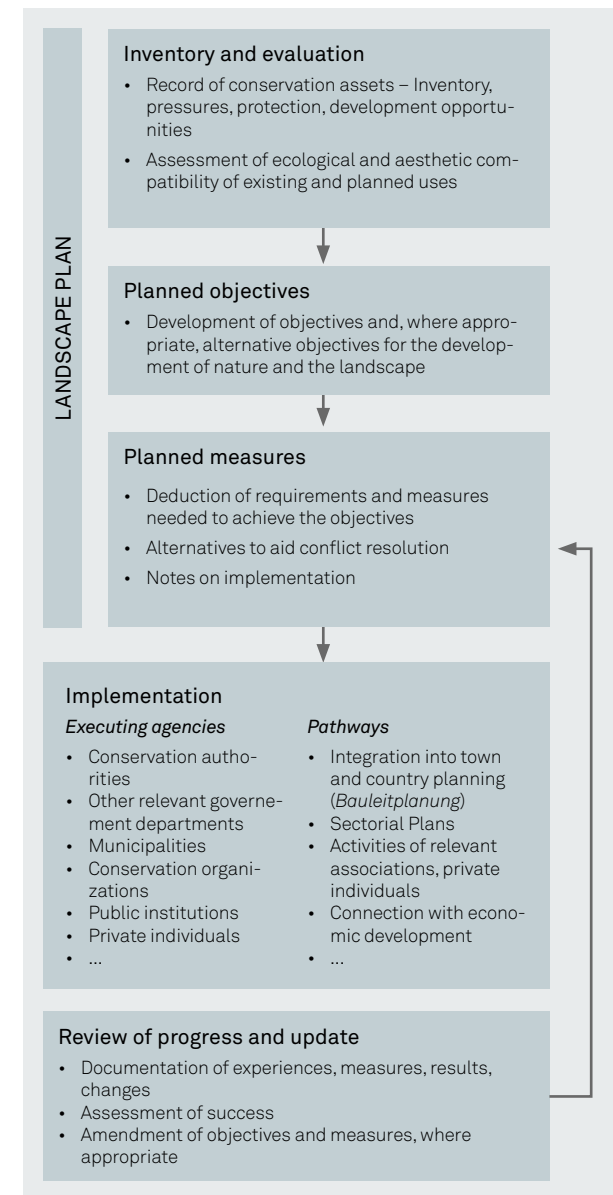 LANDSCAPE PLAN
Inventory and evaluation
• Record of conservation assets – Inventory,
pressures, protection, development opportu-
nities
• Assessment of ecological and aesthetic com-
patibility of existing and planned uses
Planned objectives
• Development of objectives and, where appro-
priate, alternative objectives for the develop-
ment of nature and the landscape
Planned measures
• Deduction of requirements and measures
needed to achieve the objectives
• Alternatives to aid conflict resolution
• Notes on implementation
Implementation
Executing agencies
• Conservation autho-
rities
• Other relevant governe-
ment departments
• Municipalities
• Conservation organi-
zations
• Public institutions
• Private individuals
• ...
Pathways
• Integration into town
and country planning
(Bauleitplanung)
• Sectorial Plans
• Activities of relevant
associations, private
individuals
• Connection with econo-
mic development
• ...
Review of progress and update
• Documentation of experiences, measures, results,
changes
• Assessment of success
• Amendment of objectives and measures, where
appropriate